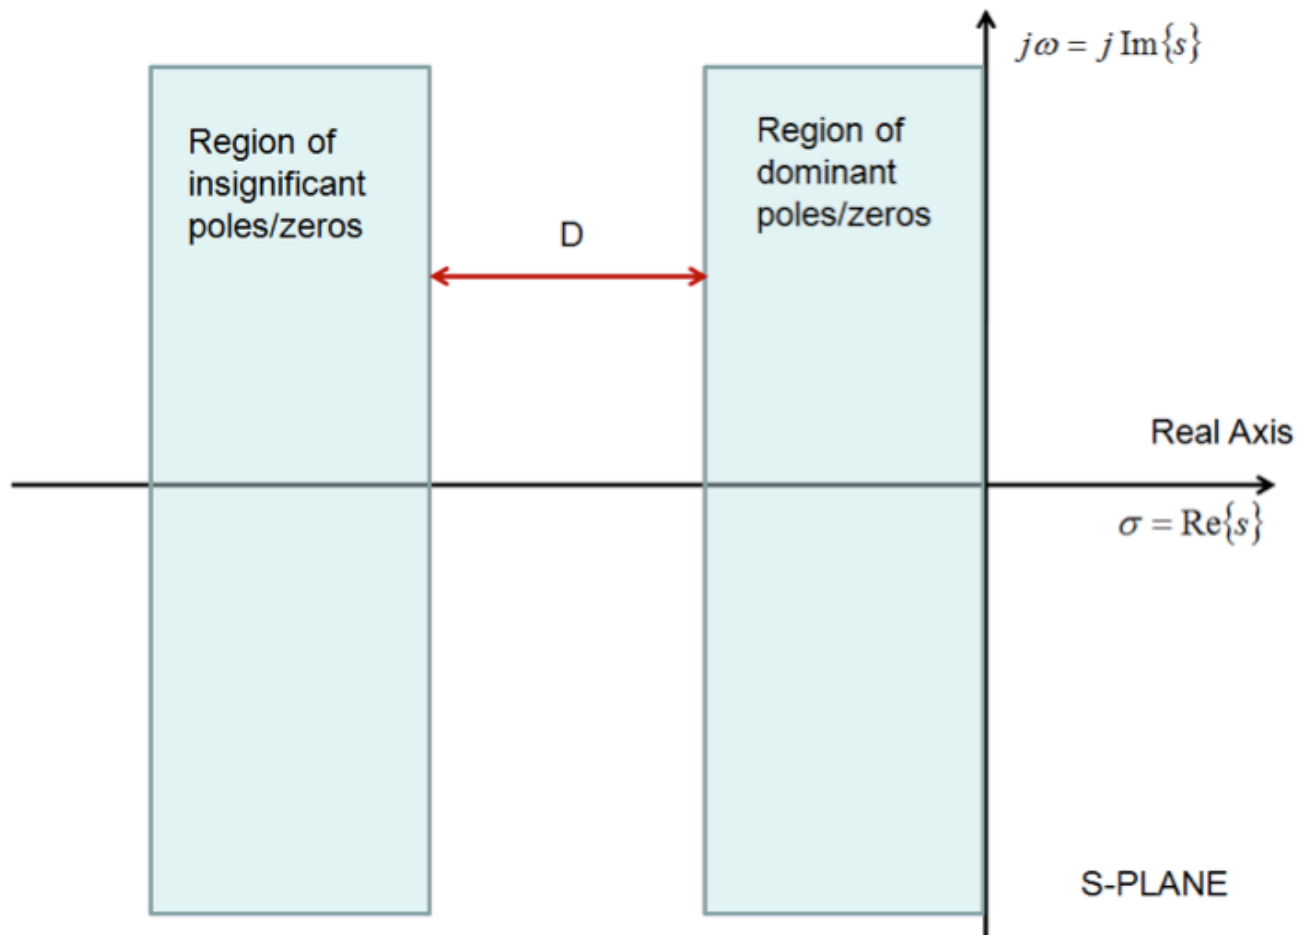 jω = j Im{s}
Region of
insignificant
poles/zeros
Region of
dominant
poles/zeros
D
Real Axis
σ = Re{s}
S-PLANE